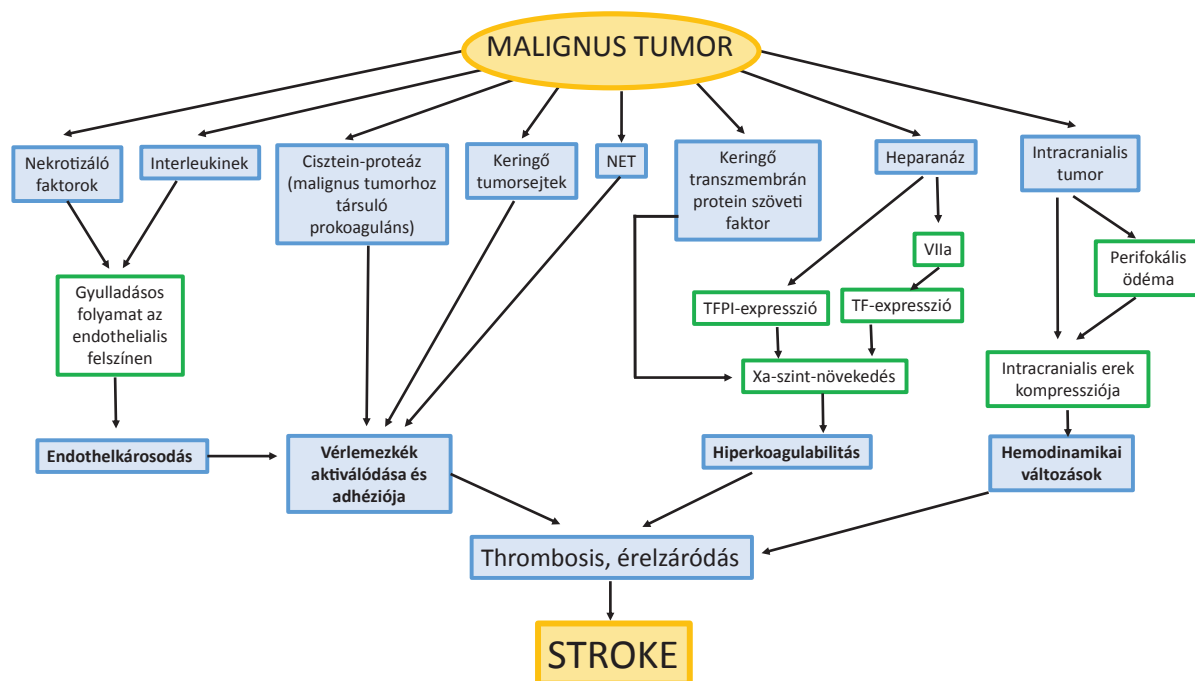 MALIGNUS TUMOR
Nekrotizáló
faktorok
Interleukinek
Cisztein-proteáz
(malignus tumorhoz
társuló
prokoaguláns)
Keringő
tumorsejtek
NET
Keringő
transzmembrán
protein szöveti
faktor
Heparanáz
Intracranialis
tumor
VIIa
Perifokális
ödéma
Gyulladásos
folyamat az
endothelialis
felszínen
TFPI-expresszió
TF-expresszió
Xa-szint-növekedés
Intracranialis erek
kompressziója
Endothelkárosodás
Vérlemezkék
aktiválódása és
adhéziója
Hiperkoagulabilitás
Hemodinamikai
változások
Thrombosis, érelzáródás
STROKE